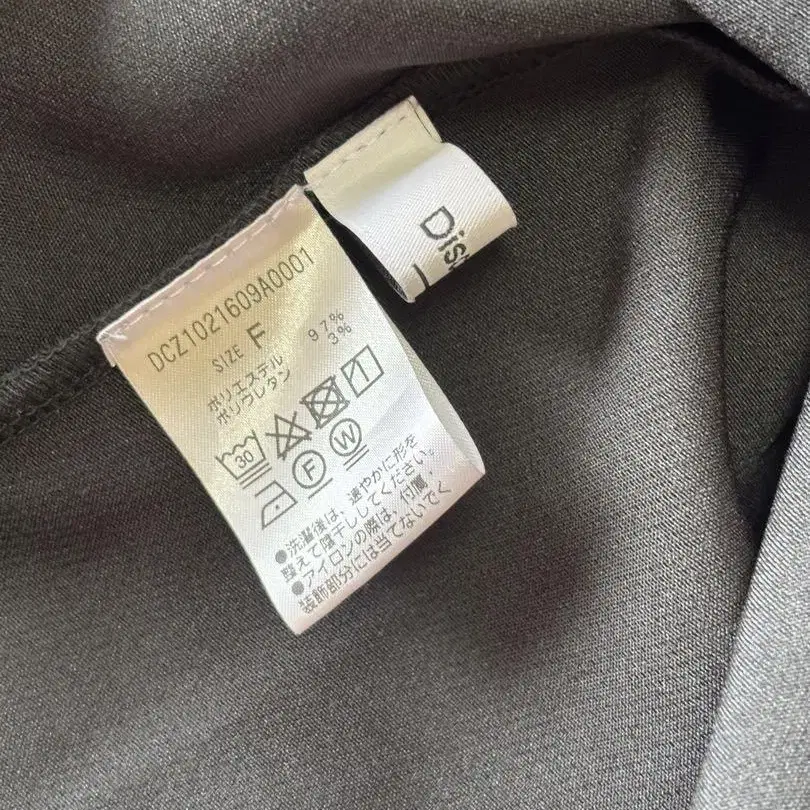 DCZ1021609A0001
SIZE F
ポリエステル 97%
ポリウレタン 3%
30
F W
●洗濯後は、速やかに形を
整えて陰干ししてください。
●アイロンの際は、付属、
装飾部分には当てないでく